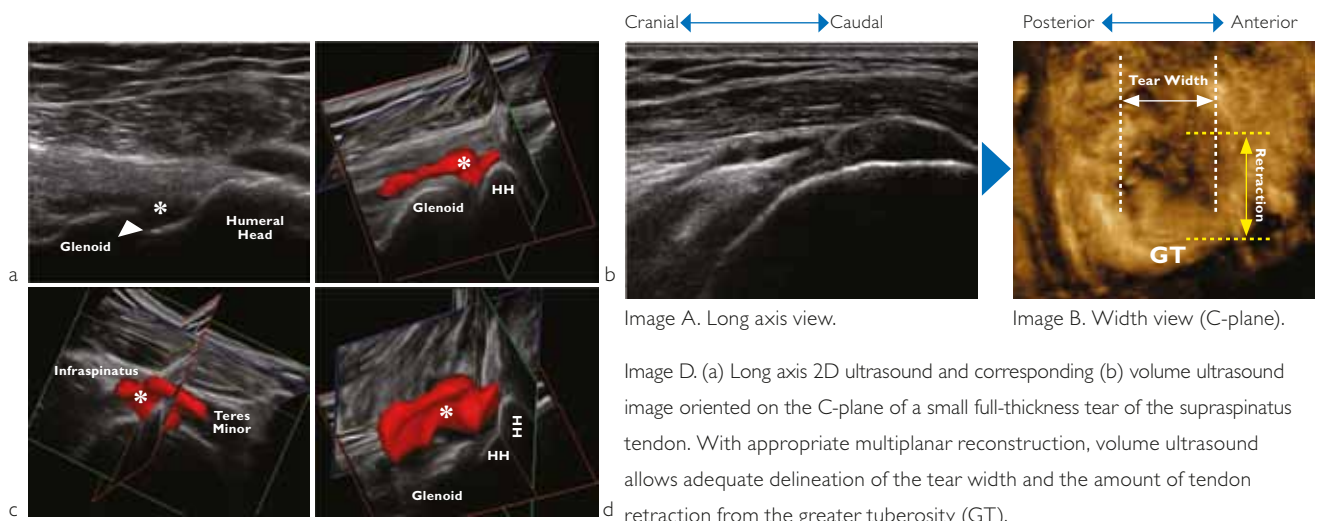 Cranial Caudal
Posterior Anterior
*
Glenoid
Humeral
Head
a
*
HH
Glenoid
b
Infraspinatus
*
Teres
Minor
c
*
HH
HH
Glenoid
d
Tear Width
Retraction
GT
Image A. Long axis view.
Image B. Width view (C-plane).
Image D. (a) Long axis 2D ultrasound and corresponding (b) volume ultrasound
image oriented on the C-plane of a small full-thickness tear of the supraspinatus
tendon. With appropriate multiplanar reconstruction, volume ultrasound
allows adequate delineation of the tear width and the amount of tendon
retraction from the greater tuberosity (GT).